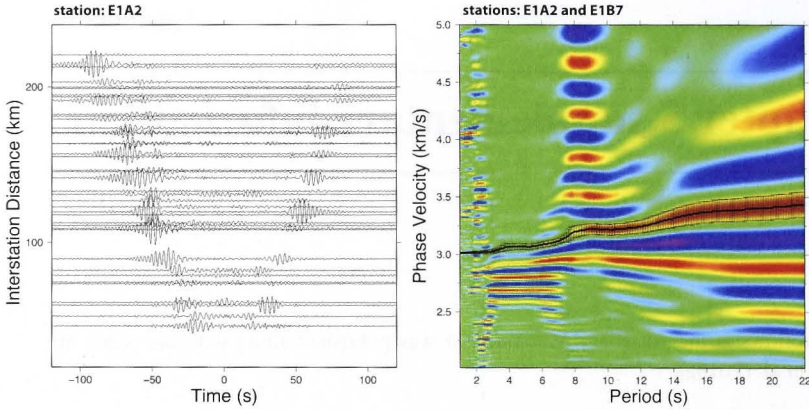 station: E1A2
Interstation Distance (km)
200
100
−100 −50 0 50 100
Time (s)
stations: E1A2 and E1B7
Phase Velocity (km/s)
5.0
4.5
4.0
3.5
3.0
2.5
2 4 6 8 10 12 14 16 18 20 22
Period (s)